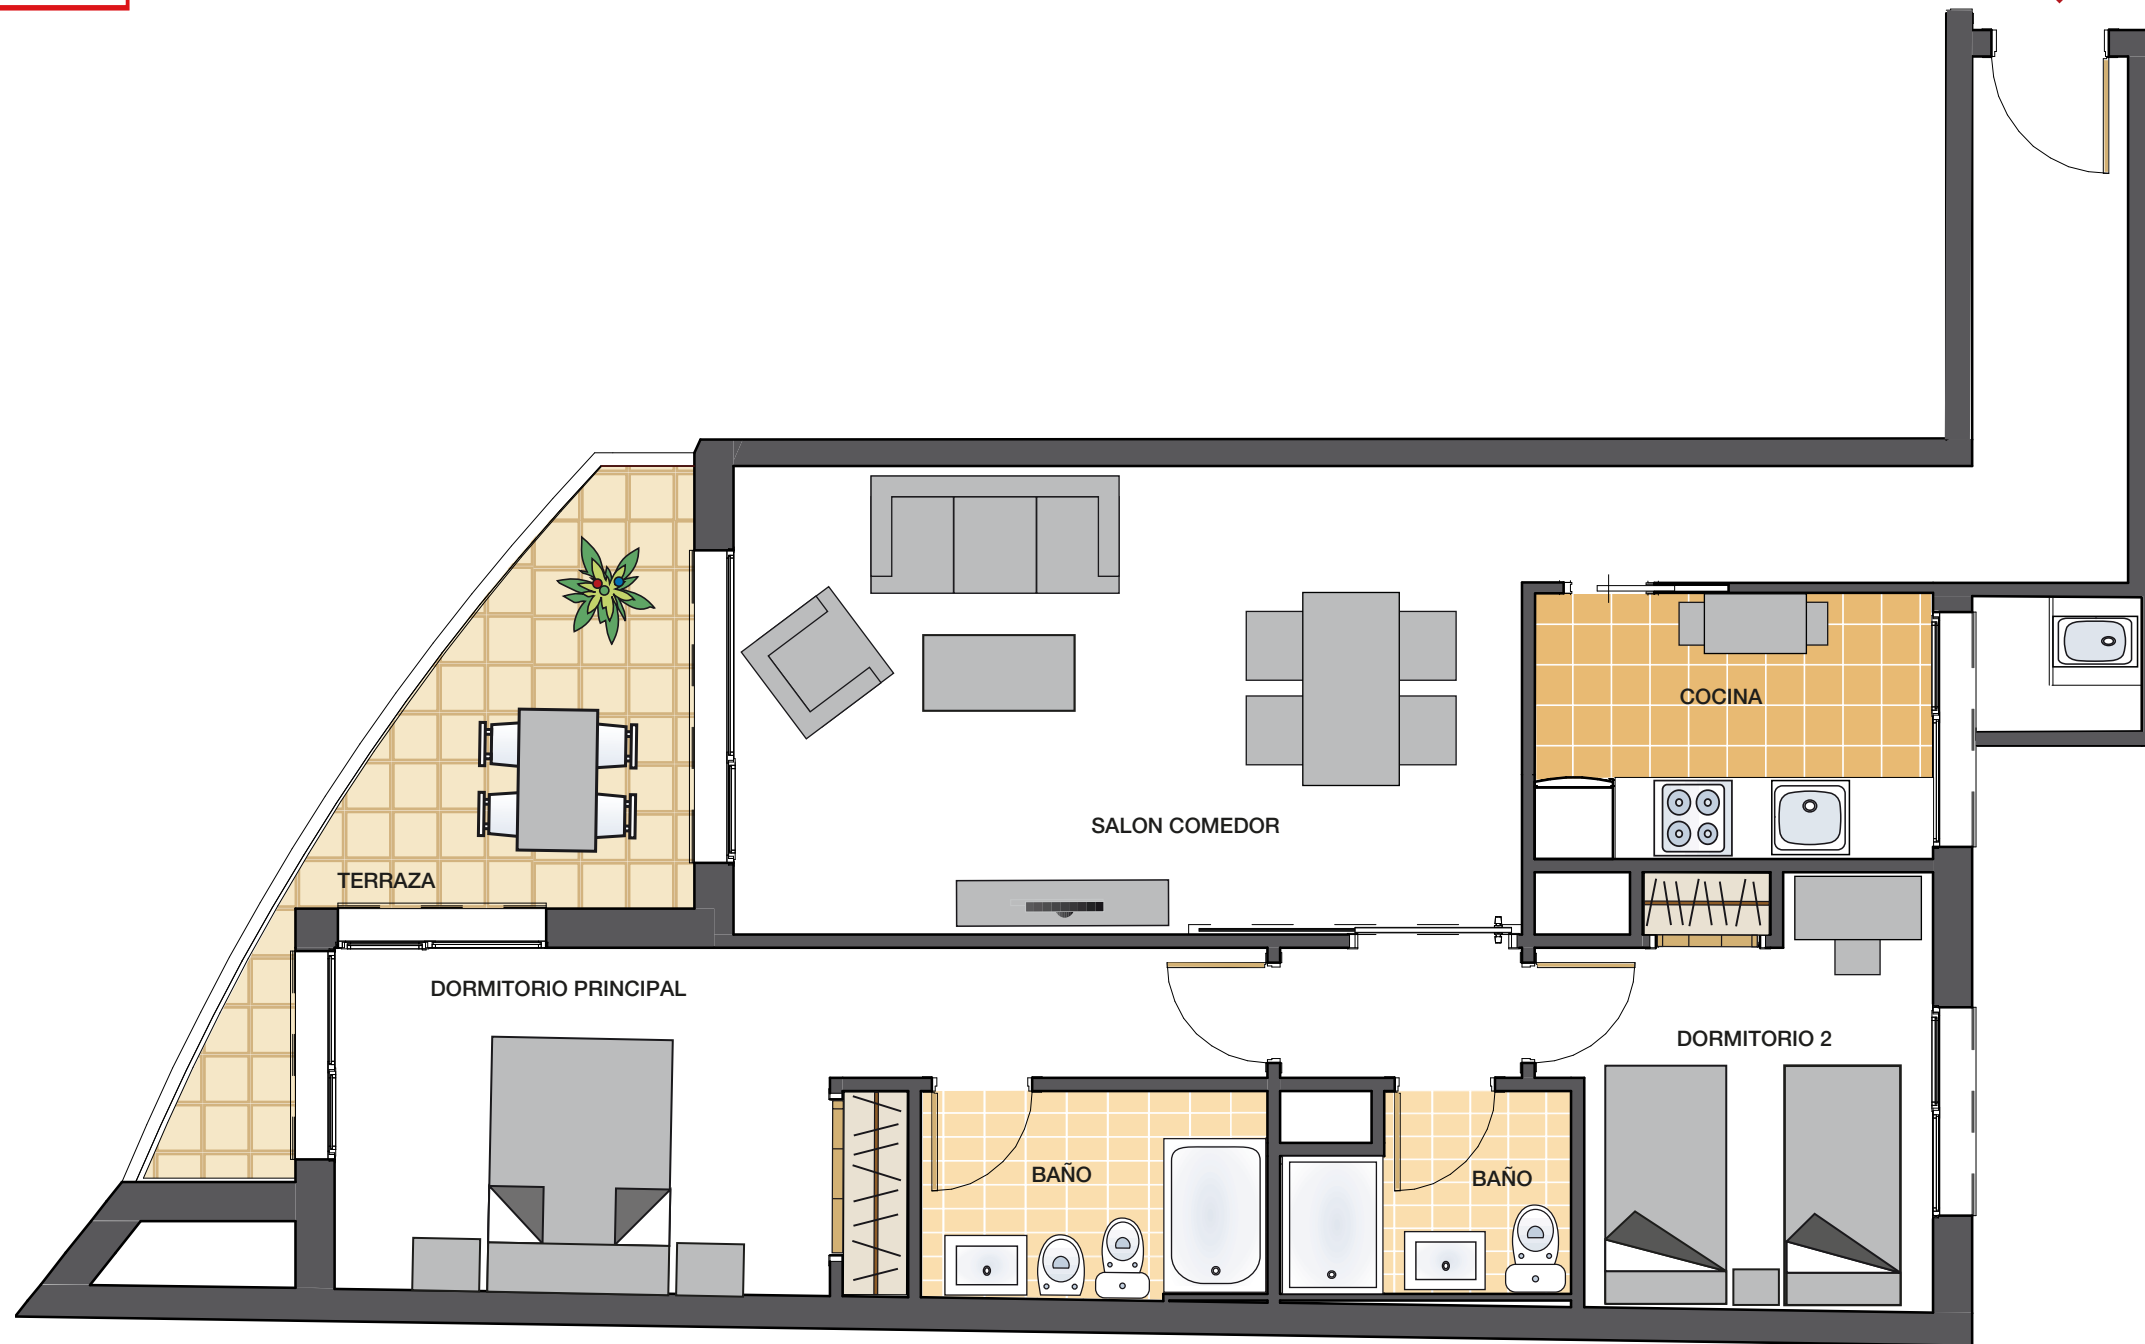 COCINA
SALON COMEDOR
TERRAZA
DORMITORIO PRINCIPAL
DORMITORIO 2
BAÑO
BAÑO